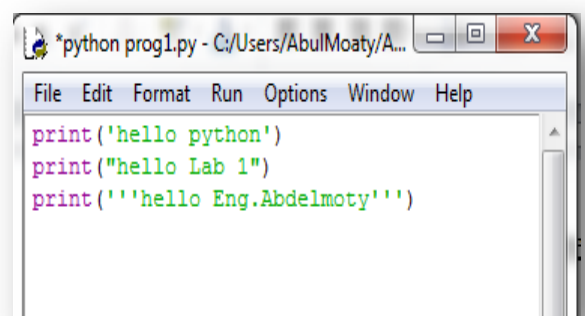 *python prog1.py - C:/Users/AbulMoaty/A...
File Edit Format Run Options Window Help
print('hello python')
print("hello Lab 1")
print('''hello Eng.Abdelmoty''')